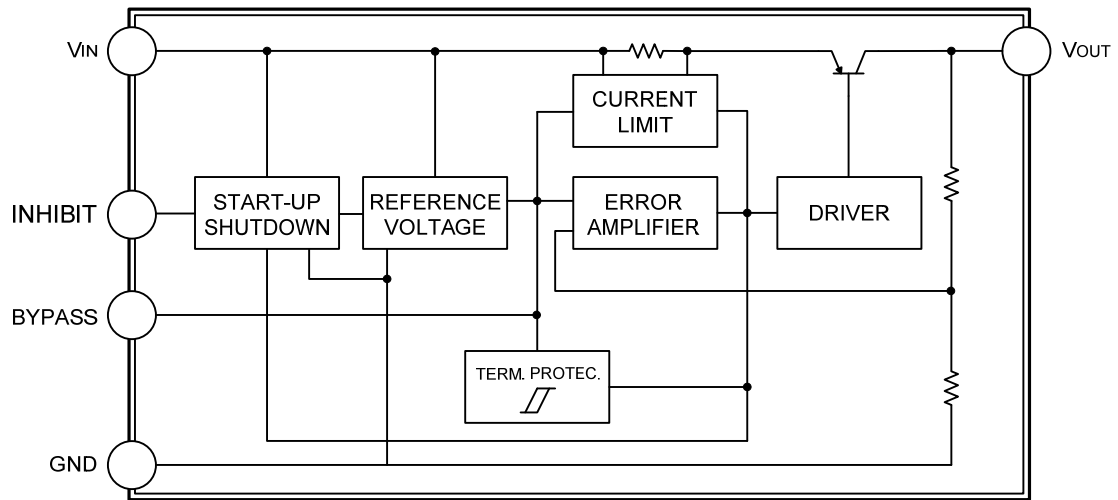 VIN
VOUT
CURRENT
LIMIT
INHIBIT
START-UP
SHUTDOWN
REFERENCE
VOLTAGE
ERROR
AMPLIFIER
DRIVER
BYPASS
TERM. PROTEC.
GND